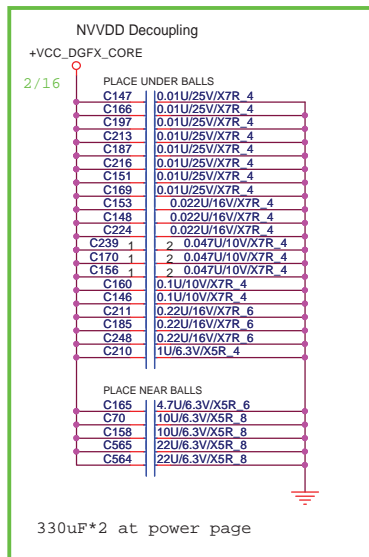 NVVDD Decoupling
+VCC_DGFX_CORE
2/16
PLACE UNDER BALLS
C147 0.01U/25V/X7R_4
C166 0.01U/25V/X7R_4
C197 0.01U/25V/X7R_4
C213 0.01U/25V/X7R_4
C187 0.01U/25V/X7R_4
C216 0.01U/25V/X7R_4
C151 0.01U/25V/X7R_4
C169 0.01U/25V/X7R_4
C153 0.022U/16V/X7R_4
C148 0.022U/16V/X7R_4
C224 0.022U/16V/X7R_4
C239 1 2 0.047U/10V/X7R_4
C170 1 2 0.047U/10V/X7R_4
C156 1 2 0.047U/10V/X7R_4
C160 0.1U/10V/X7R_4
C146 0.1U/10V/X7R_4
C211 0.22U/16V/X7R_6
C185 0.22U/16V/X7R_6
C248 0.22U/16V/X7R_6
C210 1U/6.3V/X5R_4
PLACE NEAR BALLS
C165 4.7U/6.3V/X5R_6
C70 10U/6.3V/X5R_8
C158 10U/6.3V/X5R_8
C565 22U/6.3V/X5R_8
C564 22U/6.3V/X5R_8
330uF*2 at power page